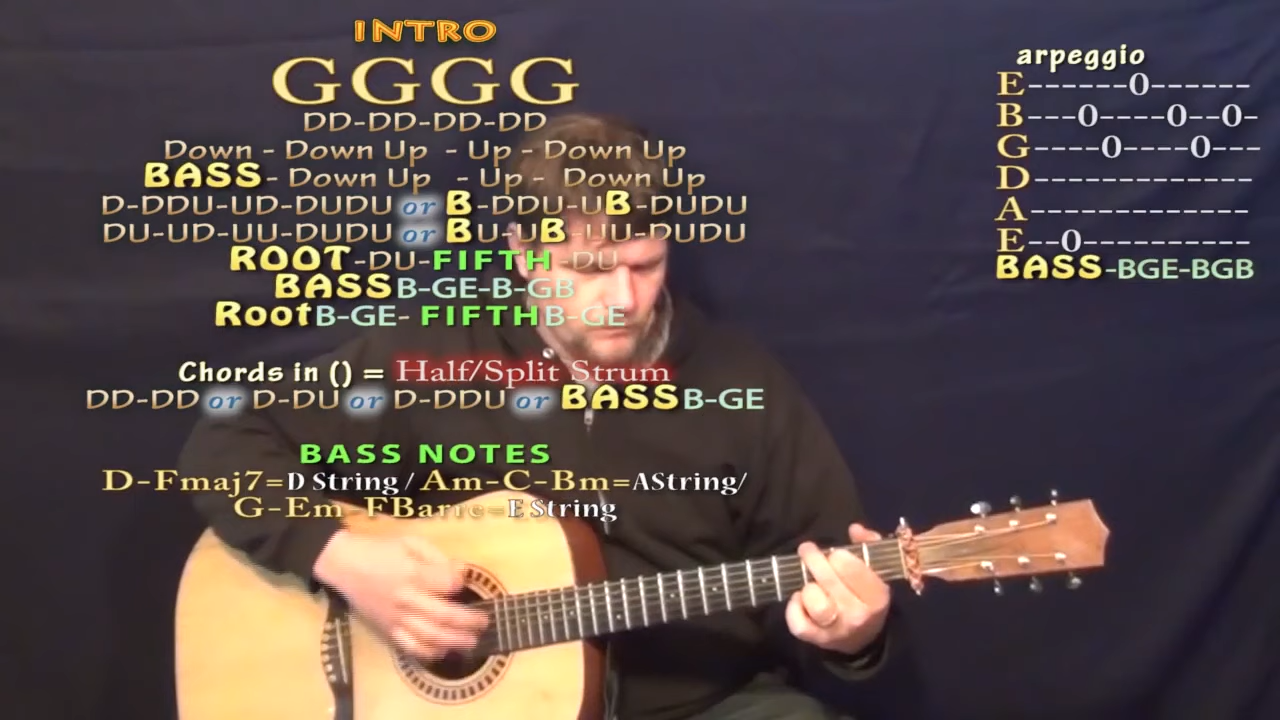 INTRO
GGGG
DD-DD-DD-DD
Down - Down Up - Up - Down Up
BASS - Down Up - Up - Down Up
D-DDU-UD-DUDU or B-DDU-UB-DUDU
DU-UD-UU-DUDU or BU-UB-UU-DUDU
ROOT-DU-FIFTH-DU
BASSB-GE-B-GB
RootB-GE- FIFTHB-GE
Chords in () = Half/Split Strum
DD-DD or D-DU or D-DDU or BASSB-GE
BASS NOTES
D-Fmaj7=D String / Am-C-Bm=AString/
G-Em-FBarre=E String
arpeggio
E------0------
B---0----0--0-
G----0----0---
D-------------
A-------------
E--0----------
BASS-BGE-BGB